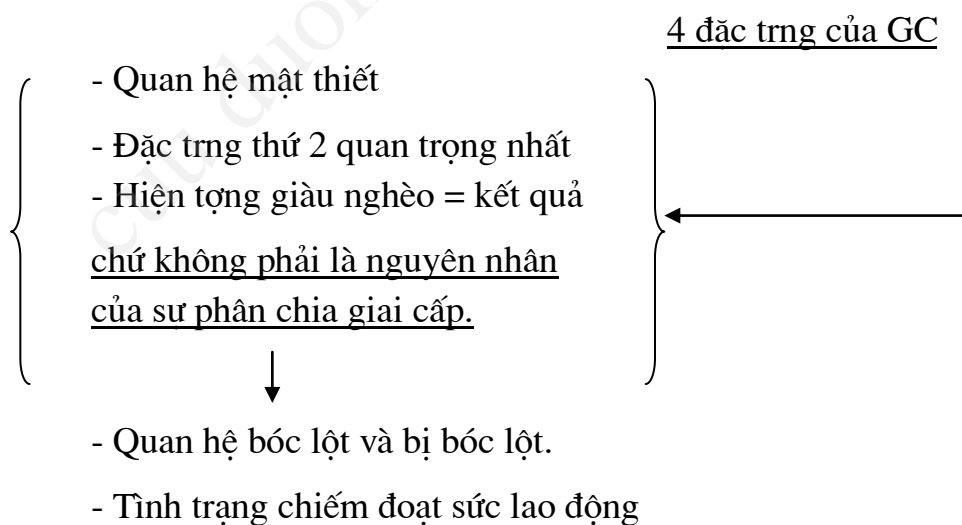 4 đặc trng của GC
- Quan hệ mật thiết
- Đặc trng thứ 2 quan trọng nhất
- Hiện tợng giàu nghèo = kết quả
chứ không phải là nguyên nhân
của sự phân chia giai cấp.
- Quan hệ bóc lột và bị bóc lột.
- Tình trạng chiếm đoạt sức lao động
cuu duon